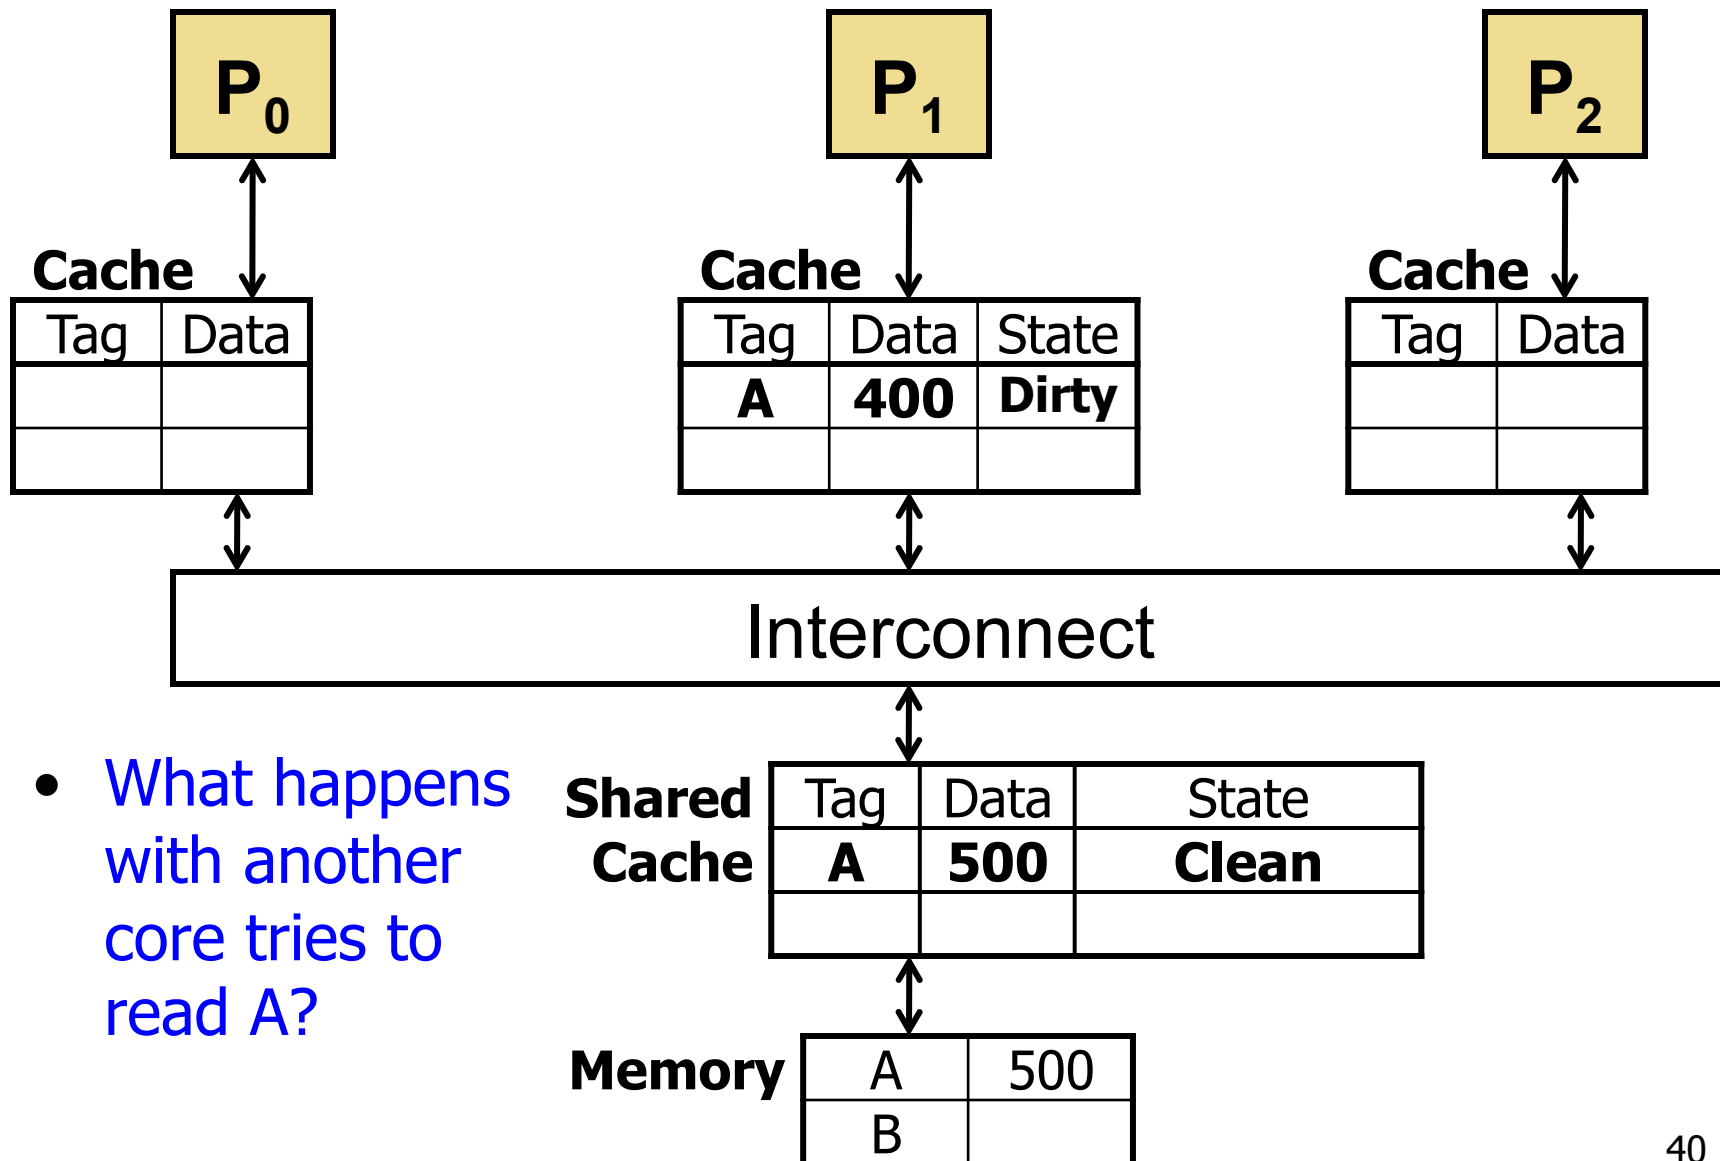 P0 P1 P2
Cache Cache Cache
Tag Data Tag Data State Tag Data
A 400 Dirty
Interconnect
• What happens
with another
core tries to
read A?
Shared Tag Data State
Cache A 500 Clean
Memory A 500
B
40